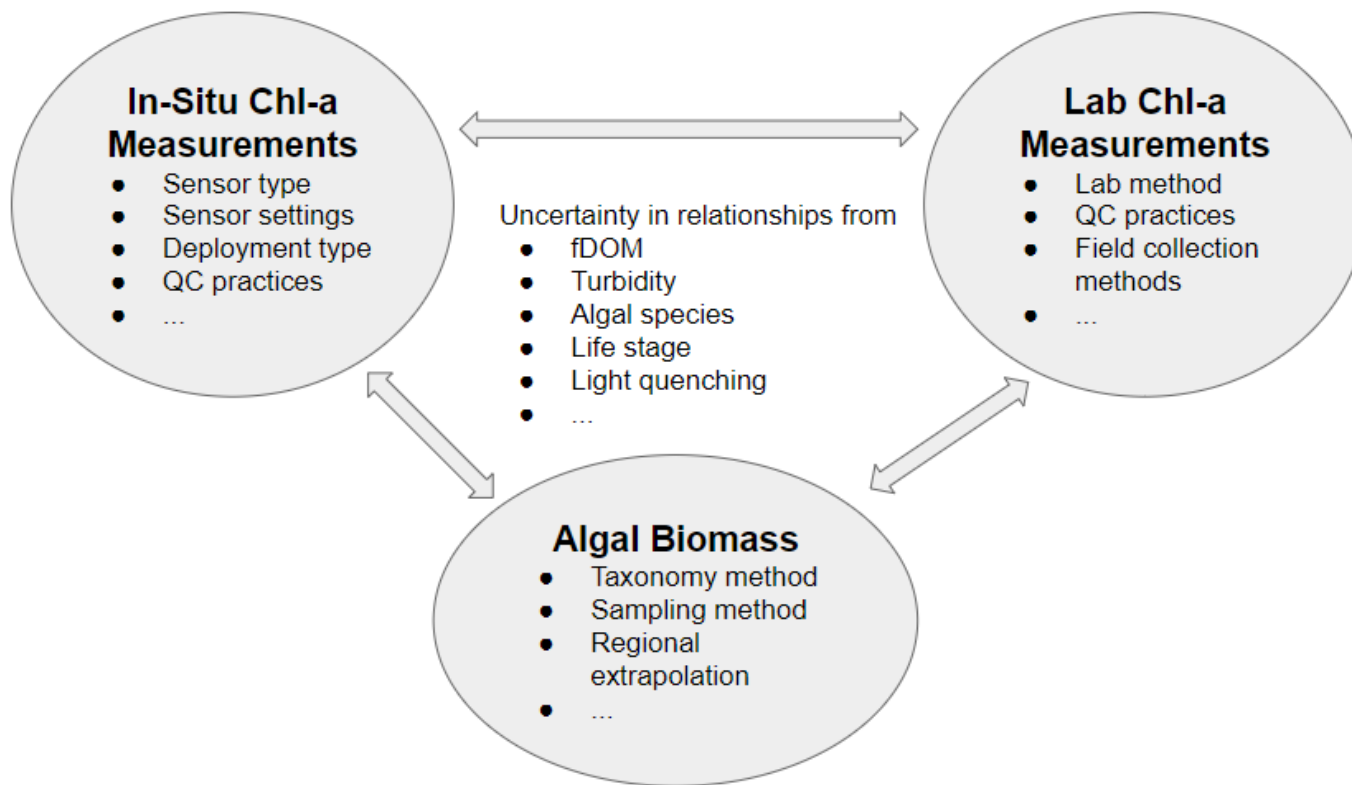 In-Situ Chl-a
Measurements
● Sensor type
● Sensor settings
● Deployment type
● QC practices
● ...
Lab Chl-a
Measurements
● Lab method
● QC practices
● Field collection
methods
● ...
Uncertainty in relationships from
● fDOM
● Turbidity
● Algal species
● Life stage
● Light quenching
● ...
Algal Biomass
● Taxonomy method
● Sampling method
● Regional
extrapolation
● ...